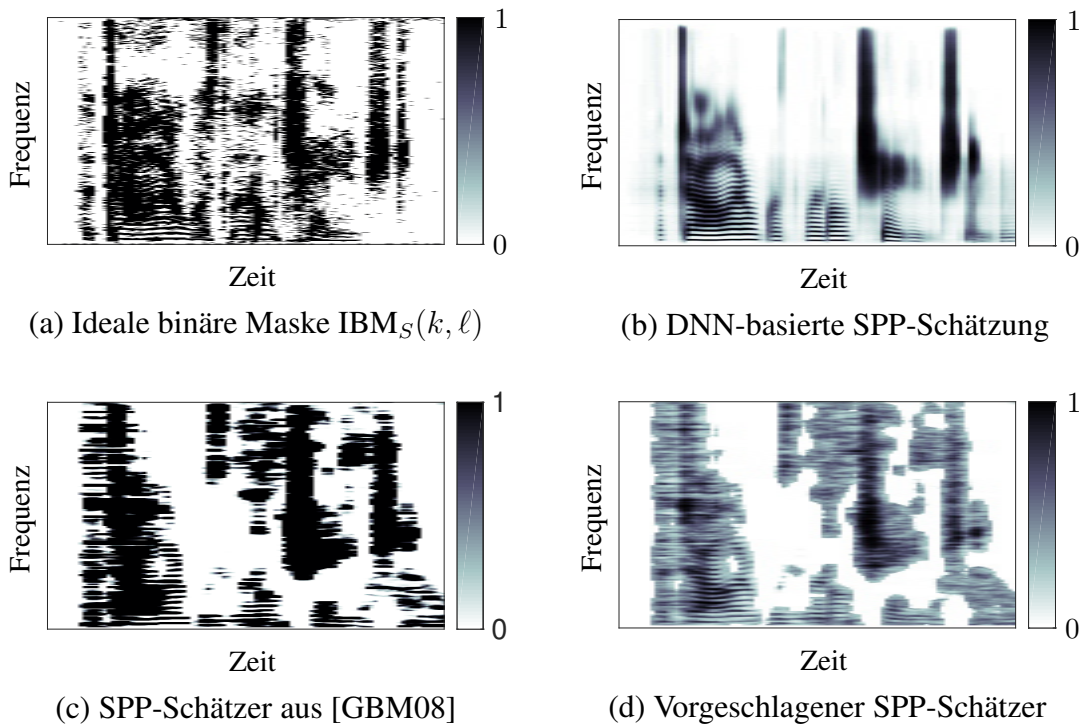 1
Frequenz
0
Zeit
(a) Ideale binäre Maske IBM_S(k, ℓ)
1
Frequenz
0
Zeit
(b) DNN-basierte SPP-Schätzung
1
Frequenz
0
Zeit
(c) SPP-Schätzer aus [GBM08]
1
Frequenz
0
Zeit
(d) Vorgeschlagener SPP-Schätzer